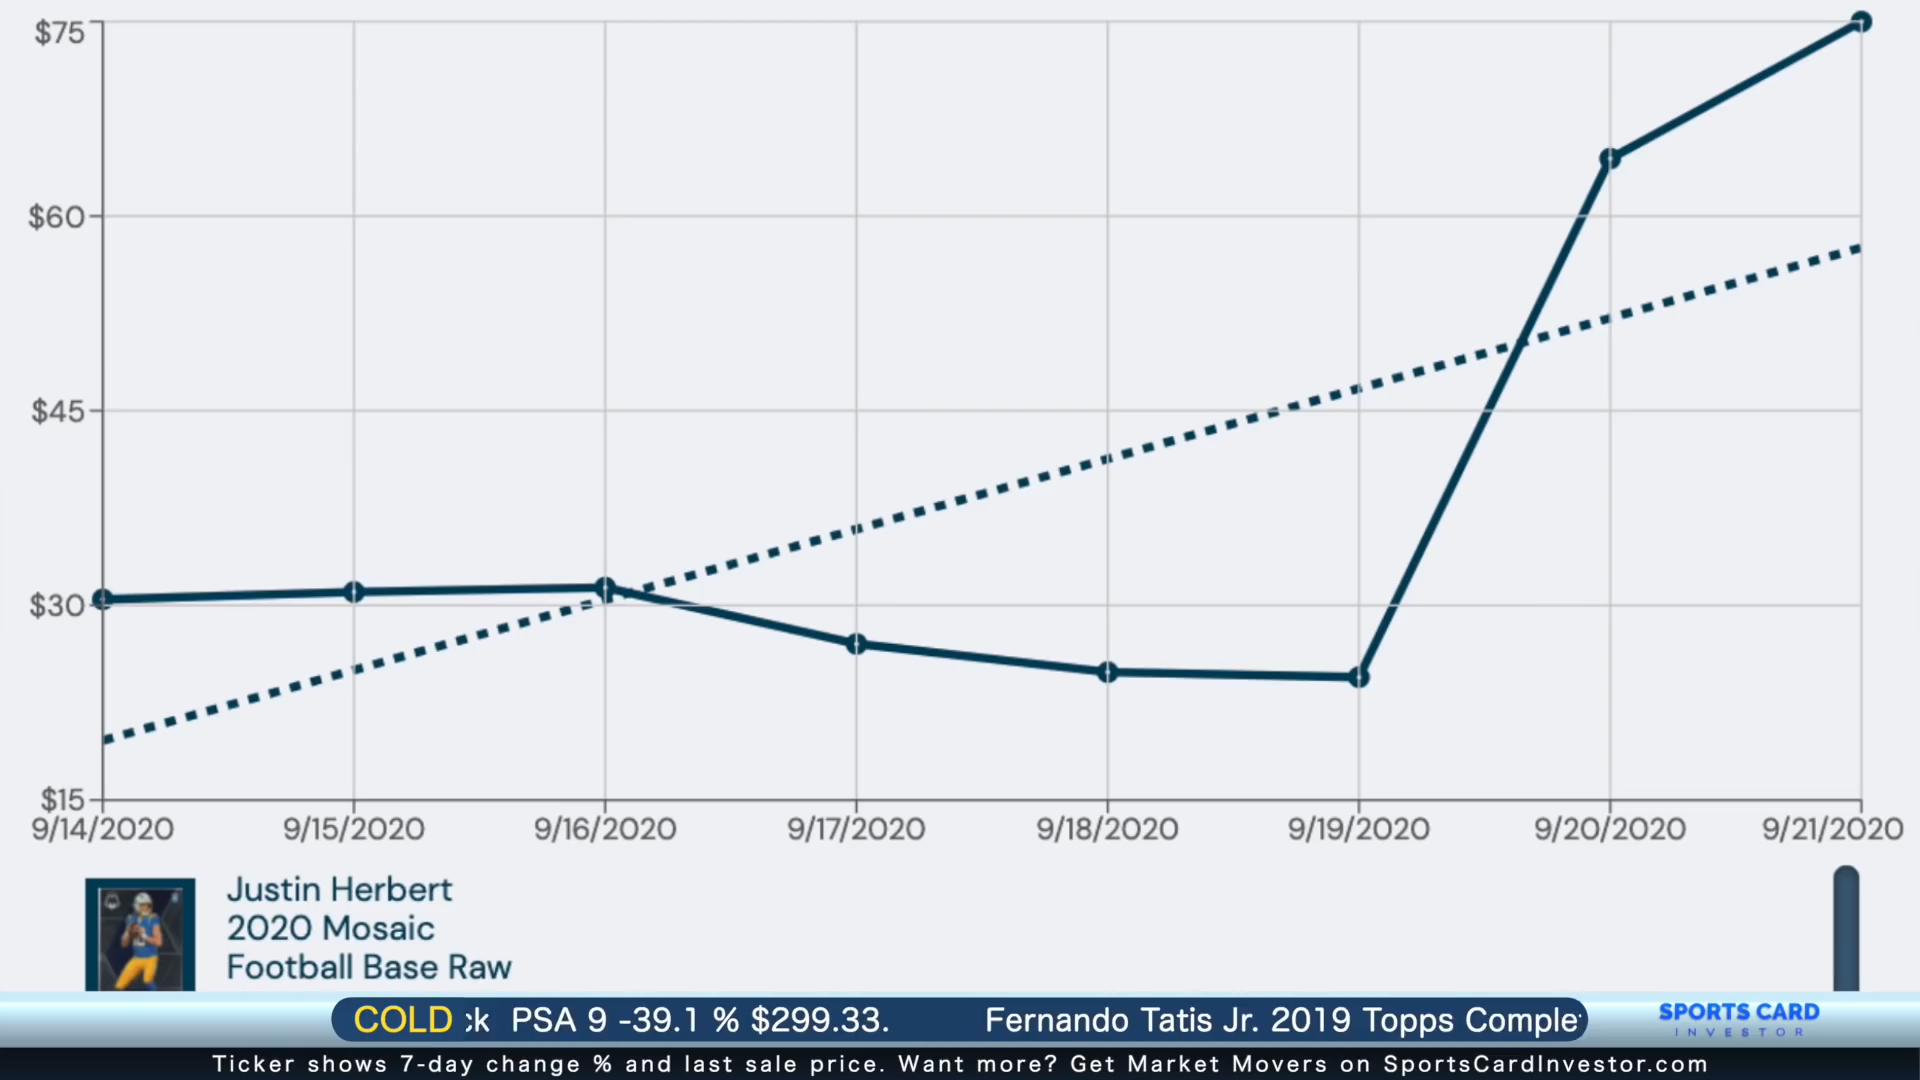 $75
$60
$45
$30
$15
9/14/2020 9/15/2020 9/16/2020 9/17/2020 9/18/2020 9/19/2020 9/20/2020 9/21/2020
Justin Herbert
2020 Mosaic
Football Base Raw
COLD PSA 9 -39.1 % $299.33. Fernando Tatis Jr. 2019 Topps
SPORTS CARD
INVESTOR
Ticker shows 7-day change % and last sale price. Want more? Get Market Movers on SportsCardInvestor.com